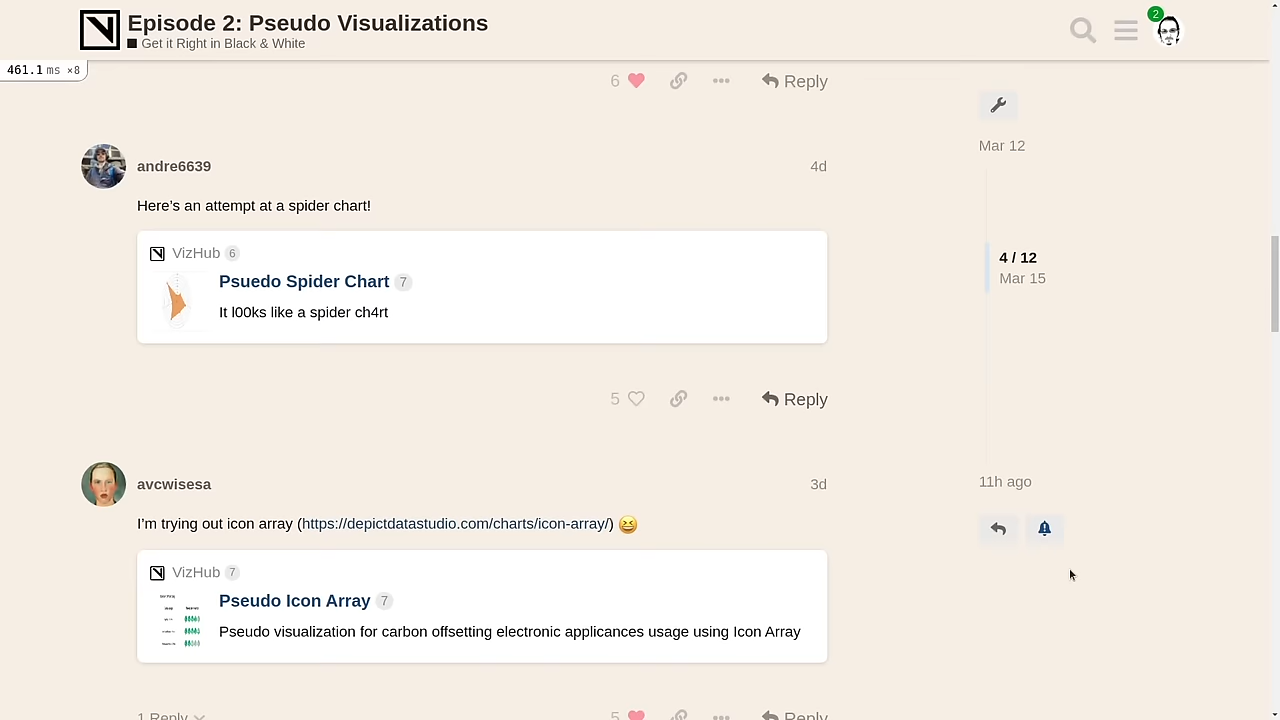 Episode 2: Pseudo Visualizations
Get it Right in Black & White
2
461.1 ms ×8
6
Reply
Mar 12
andre6639
4d
Here’s an attempt at a spider chart!
VizHub 6
Psuedo Spider Chart 7
It l00ks like a spider ch4rt
4 / 12
Mar 15
5
Reply
avcwisesa
3d
11h ago
I’m trying out icon array (https://depictdatastudio.com/charts/icon-array/)
VizHub 7
Pseudo Icon Array 7
Pseudo visualization for carbon offsetting electronic applicances usage using Icon Array
1 Reply
5
Reply